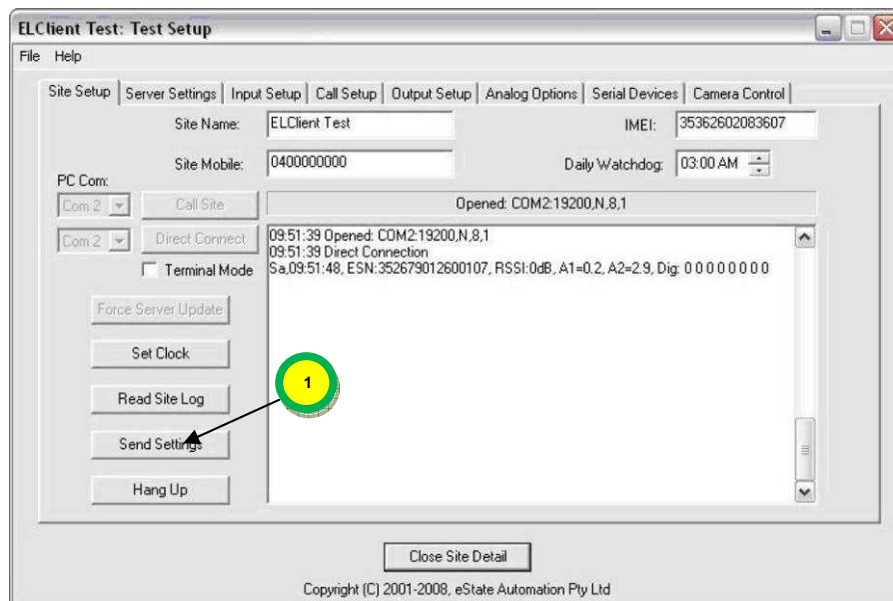 ELClient Test: Test Setup
File Help
Site Setup Server Settings Input Setup Call Setup Output Setup Analog Options Serial Devices Camera Control
Site Name: ELClient Test IMEI: 35362602083607
Site Mobile: 0400000000 Daily Watchdog: 03:00 AM
PC Com:
Com 2 Call Site Opened: COM2:19200,N,8,1
Com 2 Direct Connect
Terminal Mode
09:51:39 Opened: COM2:19200,N,8,1
09:51:39 Direct Connection
Sa,09:51:48, ESN:352679012600107, RSSI:0dB, A1=0.2, A2=2.9, Dig: 0 0 0 0 0 0 0 0
Force Server Update
Set Clock
1
Read Site Log
Send Settings
Hang Up
Close Site Detail
Copyright (C) 2001-2008, eState Automation Pty Ltd